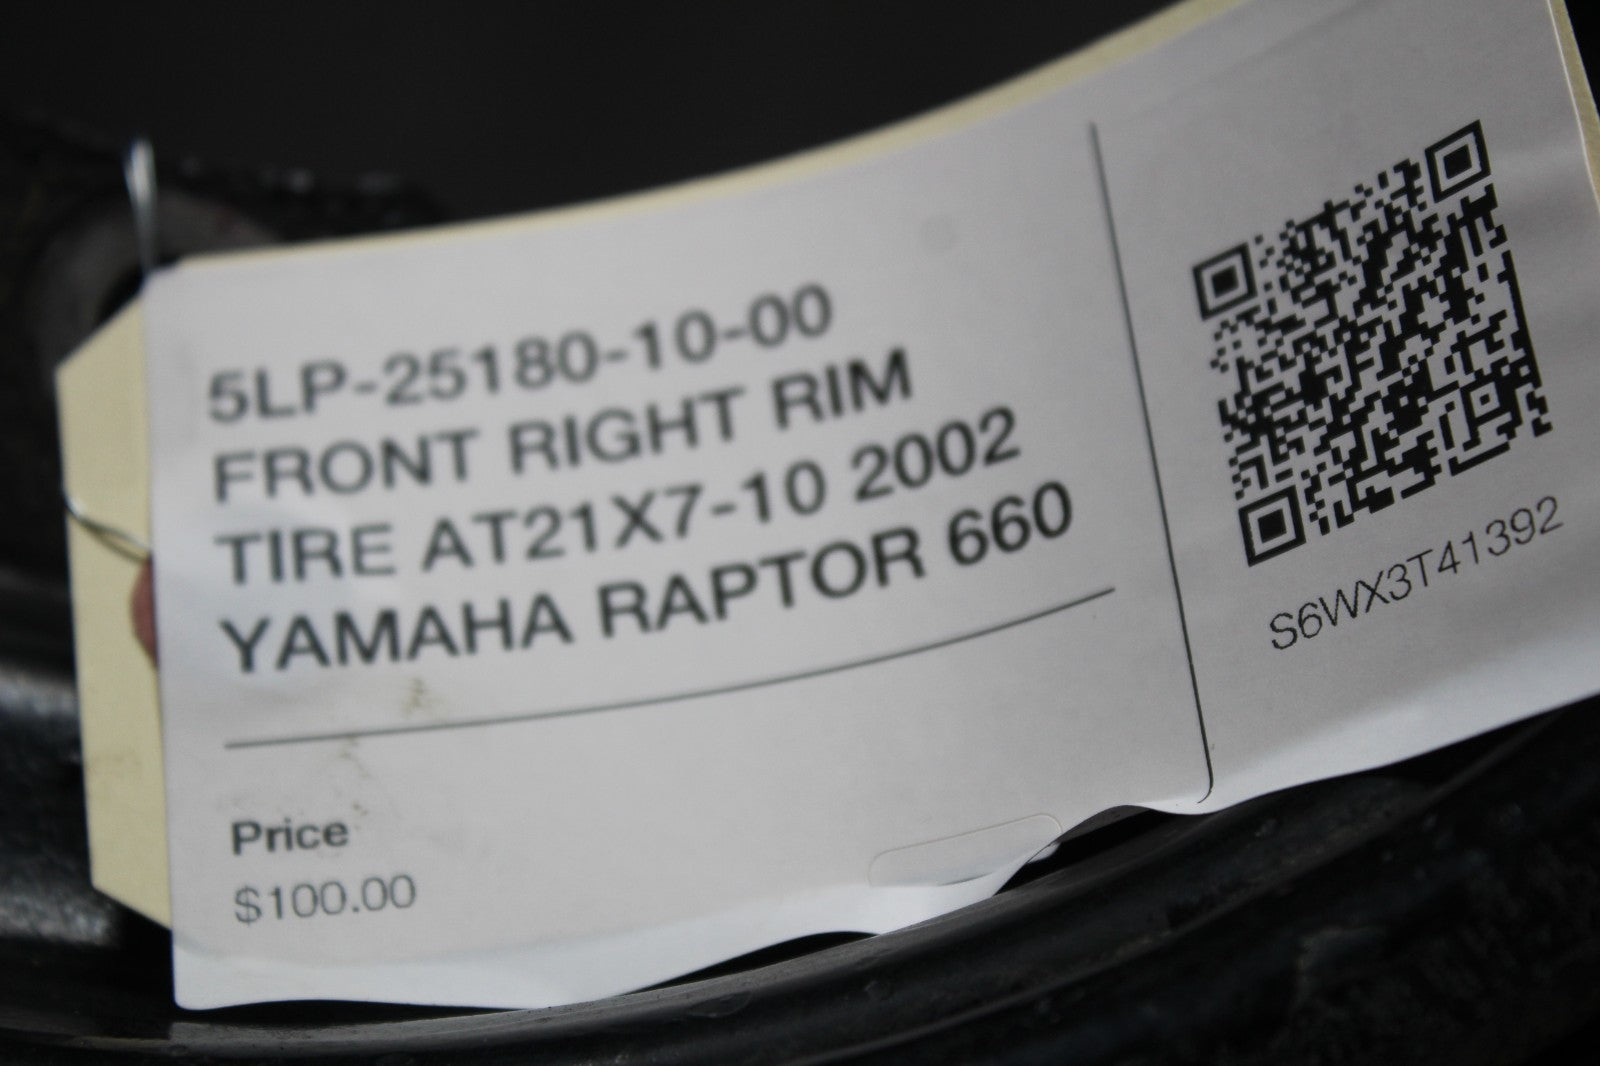 5LP-25180-10-00
FRONT RIGHT RIM
TIRE AT21X7-10 2002
YAMAHA RAPTOR 660
Price
$100.00
S6WX3T41392